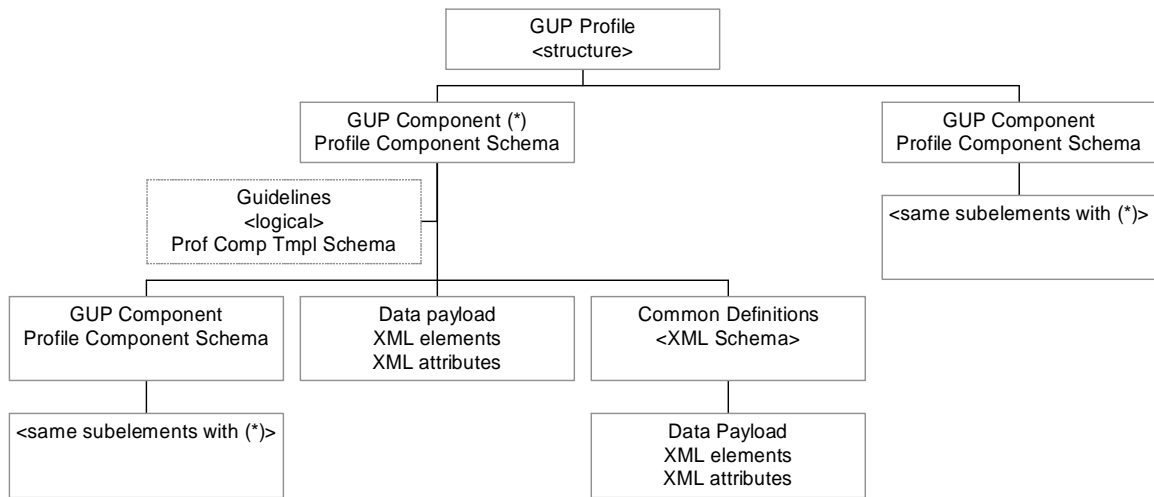 GUP Profile
<structure>
GUP Component (*)
Profile Component Schema
GUP Component
Profile Component Schema
Guidelines
<logical>
Prof Comp Tmpl Schema
<same subelements with (*)>
GUP Component
Profile Component Schema
Data payload
XML elements
XML attributes
Common Definitions
<XML Schema>
<same subelements with (*)>
Data Payload
XML elements
XML attributes